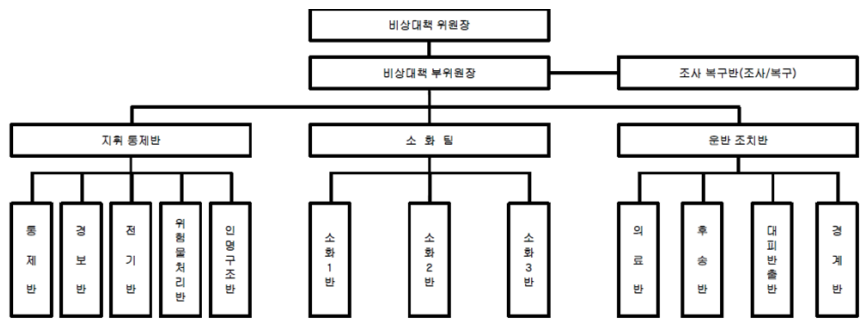 비상대책 위원장
비상대책 부위원장
조사 복구반(조사/복구)
지휘 통제반
소 화 팀
운반 조치반
통제반
경보반
전기반
위험물처리반
인명구조반
소화1반
소화2반
소화3반
의료반
후송반
대피반출반
경계반